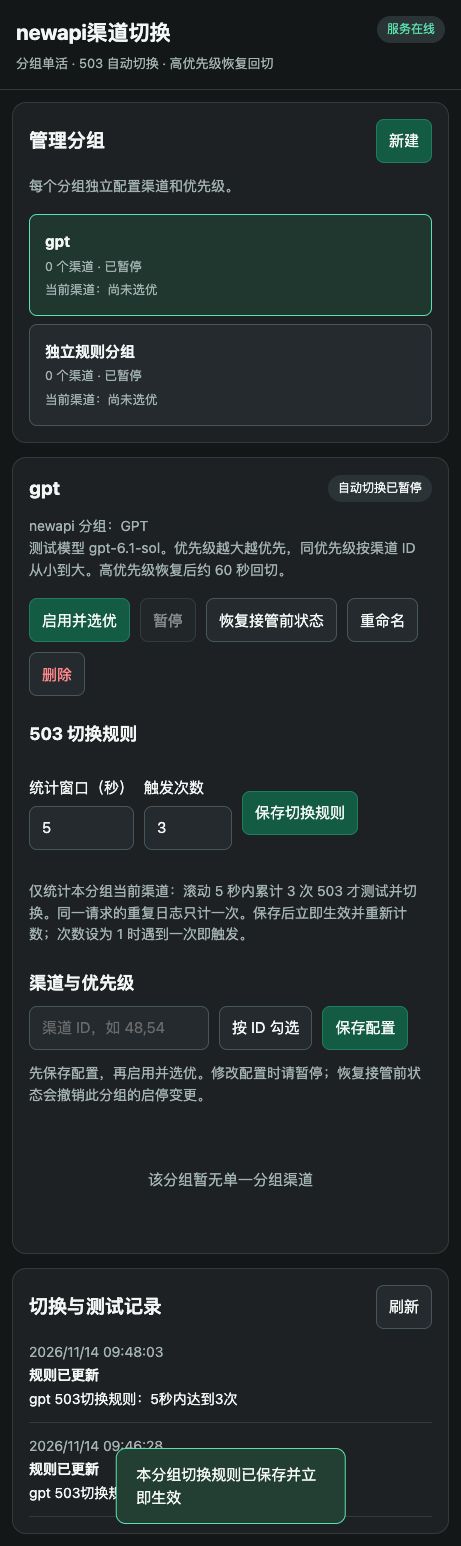 newapi渠道切换
服务在线
分组单活 · 503 自动切换 · 高优先级恢复回切
管理分组
新建
每个分组独立配置渠道和优先级。
gpt
0 个渠道 · 已暂停
当前渠道：尚未选优
独立规则分组
0 个渠道 · 已暂停
当前渠道：尚未选优
gpt
自动切换已暂停
newapi 分组：GPT
测试模型 gpt-6.1-sol。优先级越大越优先，同优先级按渠道 ID
从小到大。高优先级恢复后约 60 秒回切。
启用并选优
暂停
恢复接管前状态
重命名
删除
503 切换规则
统计窗口（秒）
触发次数
5
3
保存切换规则
仅统计本分组当前渠道：滚动 5 秒内累计 3 次 503 才测试并切
换。同一请求的重复日志只计一次。保存后立即生效并重新计
数；次数设为 1 时遇到一次即触发。
渠道与优先级
渠道 ID，如 48,54
按 ID 勾选
保存配置
先保存配置，再启用并选优。修改配置时请暂停；恢复接管前状
态会撤销此分组的启停变更。
该分组暂无单一分组渠道
切换与测试记录
刷新
2026/11/14 09:48:03
规则已更新
gpt 503切换规则：5秒内达到3次
2026/11/14 09:46:28
规则已更新
gpt 503切换规
本分组切换规则已保存并立
即生效